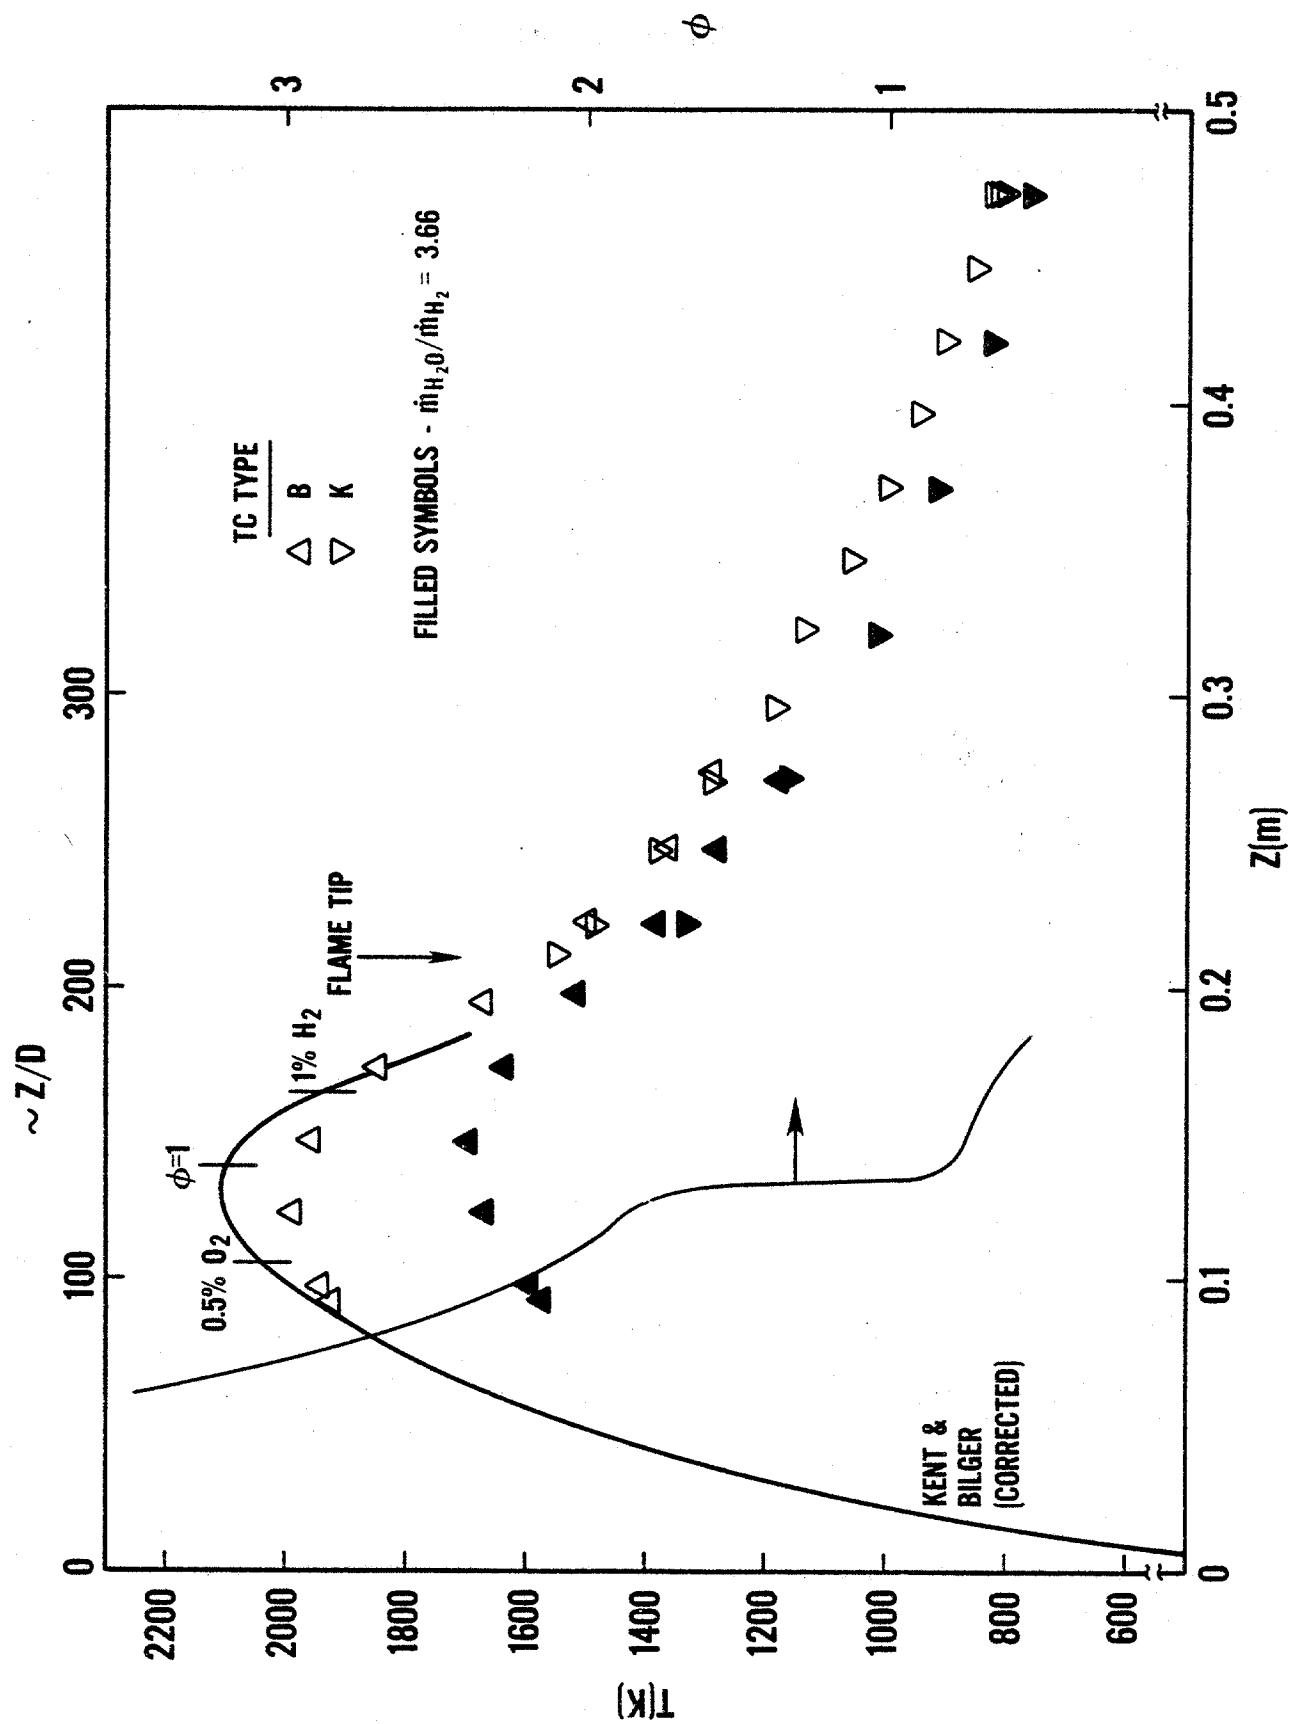 ~ Z/D
0
100
200
300
0.5% O2
ϕ=1
1% H2
FLAME TIP
TC TYPE
△ B
▽ K
FILLED SYMBOLS - ṁH2O/ṁH2 = 3.66
T(K)
2200
2000
1800
1600
1400
1200
1000
800
600
ϕ
3
2
1
KENT &
BILGER
(CORRECTED)
0
0.1
0.2
0.3
0.4
0.5
Z(m)